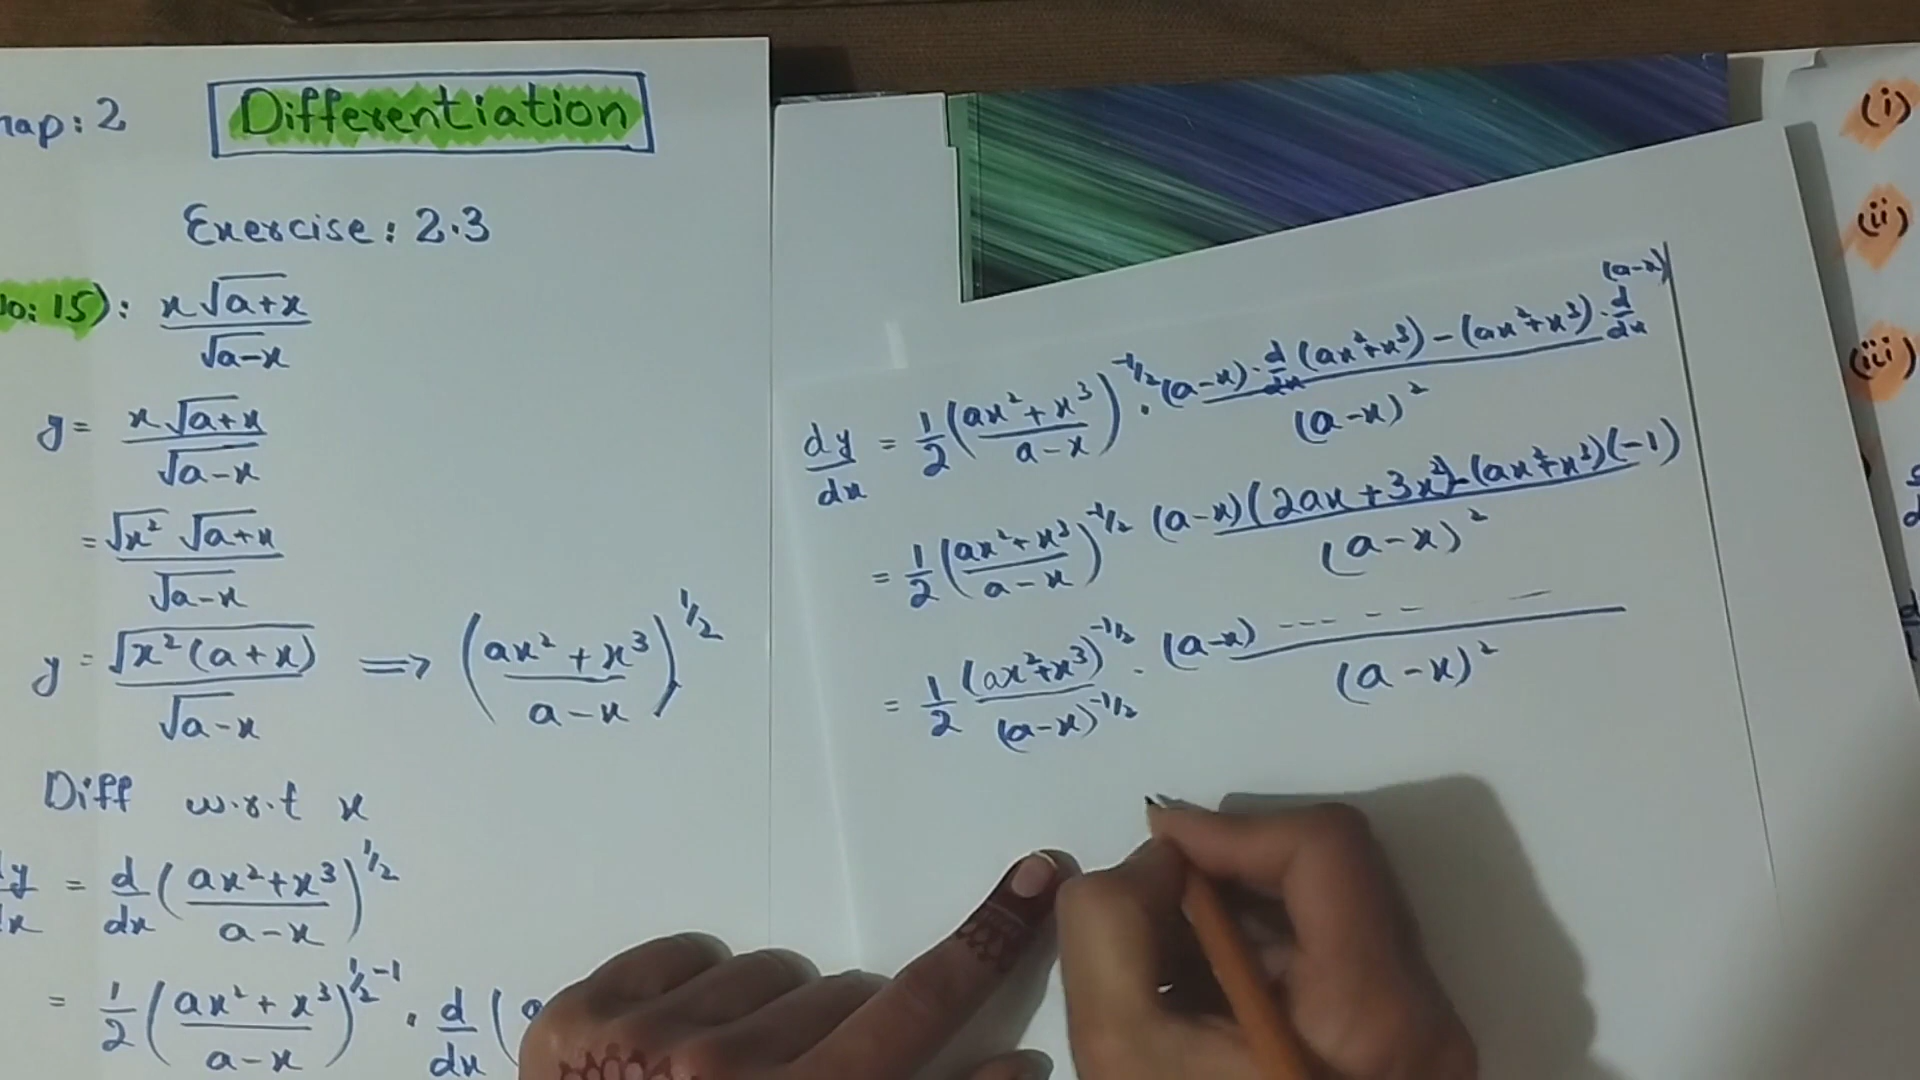 hap: 2 Differentiation
Exercise: 2.3
No: 15): x√(a+x) / √(a-x)
y = x√(a+x) / √(a-x)
= √x² √(a+x) / √(a-x)
y = √(x²(a+x)) / √(a-x) ⟹ ((ax²+x³)/(a-x))^1/2
Diff w.r.t x
dy/dx = d/dx ((ax²+x³)/(a-x))^1/2
= 1/2 ((ax²+x³)/(a-x))^(1/2-1) · d/dx (
dy/dx = 1/2 ((ax²+x³)/(a-x))^-1/2 · ((a-x) · d/dx (ax²+x³) - (ax²+x³) · d/dx (a-x)) / (a-x)²
= 1/2 ((ax²+x³)/(a-x))^-1/2 ((a-x)(2ax+3x²) - (ax²+x³)(-1)) / (a-x)²
= 1/2 (ax²+x³)^-1/2 / (a-x)^-1/2 · (a-x) --- -- - / (a-x)²
(i)
(ii)
(iii)